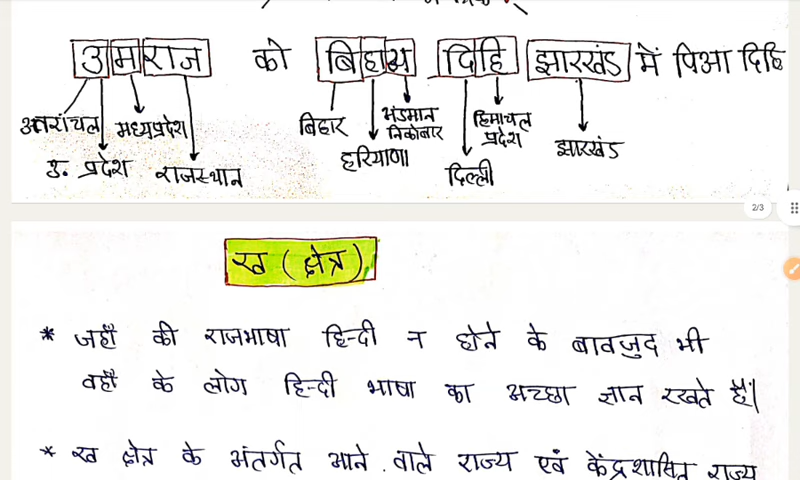 उमराज को बिहाअ दिहि झारखंड में पिआ दिहि
उत्तरांचल
मध्यप्रदेश
उ. प्रदेश
राजस्थान
बिहार
हरियाणा
अंडमान निकोबार
दिल्ली
हिमाचल प्रदेश
झारखंड
2/3
ख (क्षेत्र)
* जहाँ की राजभाषा हिन्दी न होने के बावजुद भी
वहाँ के लोग हिन्दी भाषा का अच्छा ज्ञान रखते हैं।
* ख क्षेत्र के अंतर्गत आने वाले राज्य एवं केंद्रशासित राज्य